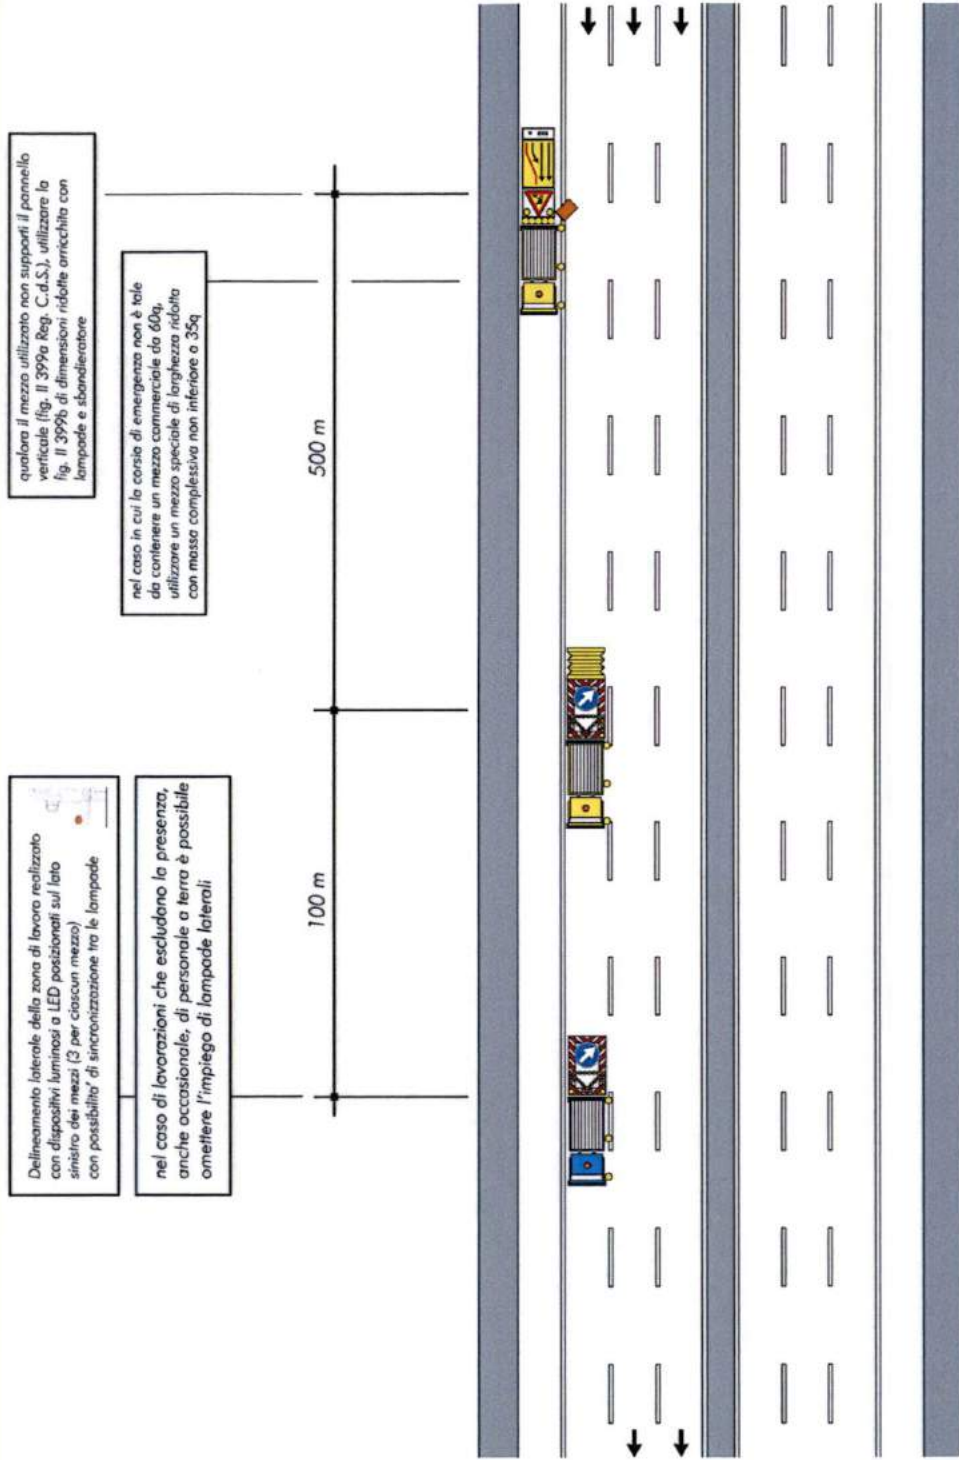 Delineamento laterale della zona di lavoro realizzato
con dispositivi luminosi a LED posizionati sul lato
sinistro dei mezzi (3 per ciascun mezzo)
con possibilita' di sincronizzazione tra le lampade
nel caso di lavorazioni che escludano la presenza,
anche occasionale, di personale a terra è possibile
omettere l'impiego di lampade laterali
qualora il mezzo utilizzato non supporti il pannello
verticale (fig. II 399a Reg. C.d.S.), utilizzare la
fig. II 399b di dimensioni ridotte arricchita con
lampade e sbandieratore
nel caso in cui la corsia di emergenza non è tale
da contenere un mezzo commerciale da 60q,
utilizzare un mezzo speciale di larghezza ridotta
con massa complessiva non inferiore a 35q
100 m
500 m